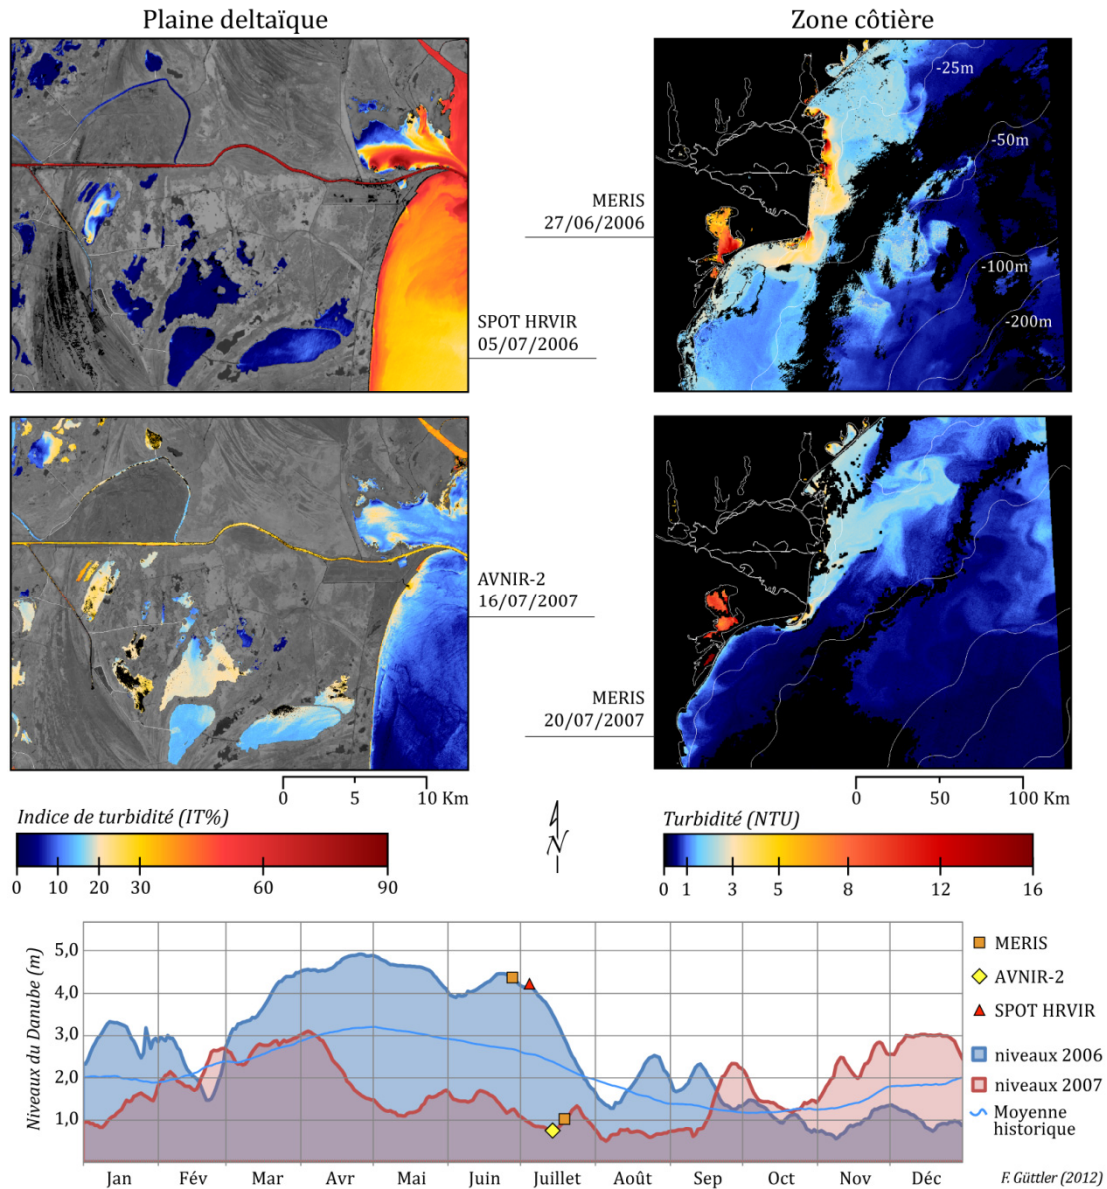 Plaine deltaïque
Zone côtière
-25m
-50m
-100m
-200m
MERIS
27/06/2006
SPOT HRVIR
05/07/2006
AVNIR-2
16/07/2007
MERIS
20/07/2007
0 5 10 Km
0 50 100 Km
Indice de turbidité (IT%)
0 10 20 30 60 90
N
Turbidité (NTU)
0 1 3 5 8 12 16
Niveaux du Danube (m)
5,0
4,0
3,0
2,0
1,0
Jan Fév Mar Avr Mai Juin Juillet Août Sep Oct Nov Déc
MERIS
AVNIR-2
SPOT HRVIR
niveaux 2006
niveaux 2007
Moyenne
historique
F. Güttler (2012)